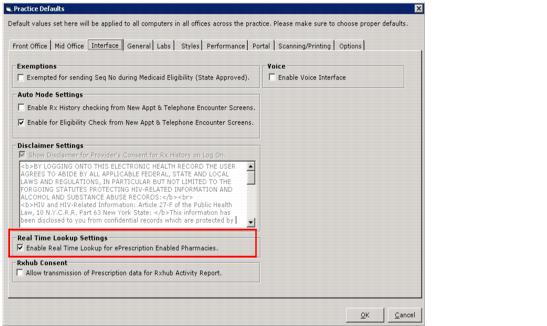 Practice Defaults
Default values set here will be applied to all computers in all offices across the practice. Please make sure to choose proper defaults.
Front Office Mid Office Interface General Labs Styles Performance Portal Scanning/Printing Options
Exemptions
Exempted for sending Seq No during Medicaid Eligibility (State Approved).
Voice
Enable Voice Interface
Auto Mode Settings
Enable Rx History checking from New Appt & Telephone Encounter Screens.
Enable for Eligibility Check from New Appt & Telephone Encounter Screens.
Disclaimer Settings
Show Disclaimer for Provider's Consent for Rx History on Log On
<b>BY LOGGING ONTO THIS ELECTRONIC HEALTH RECORD THE USER
AGREES TO ABIDE BY ALL APPLICABLE FEDERAL, STATE AND LOCAL
LAWS AND REGULATIONS, IN PARTICULAR BUT NOT LIMITED TO THE
FORGOING STATUTES PROTECTING HIV-RELATED INFORMATION AND
ALCOHOL AND SUBSTANCE ABUSE RECORDS:</b><br>
<b>HIV and HIV-Related Information: Article 27-F of the Public Health
Law, 10 N.Y.C.R.R. Part 63 New York State: </b>This information has
been disclosed to you from confidential records which are protected by
Real Time Lookup Settings
Enable Real Time Lookup for ePrescription Enabled Pharmacies.
Rxhub Consent
Allow transmission of Prescription data for Rxhub Activity Report.
OK Cancel